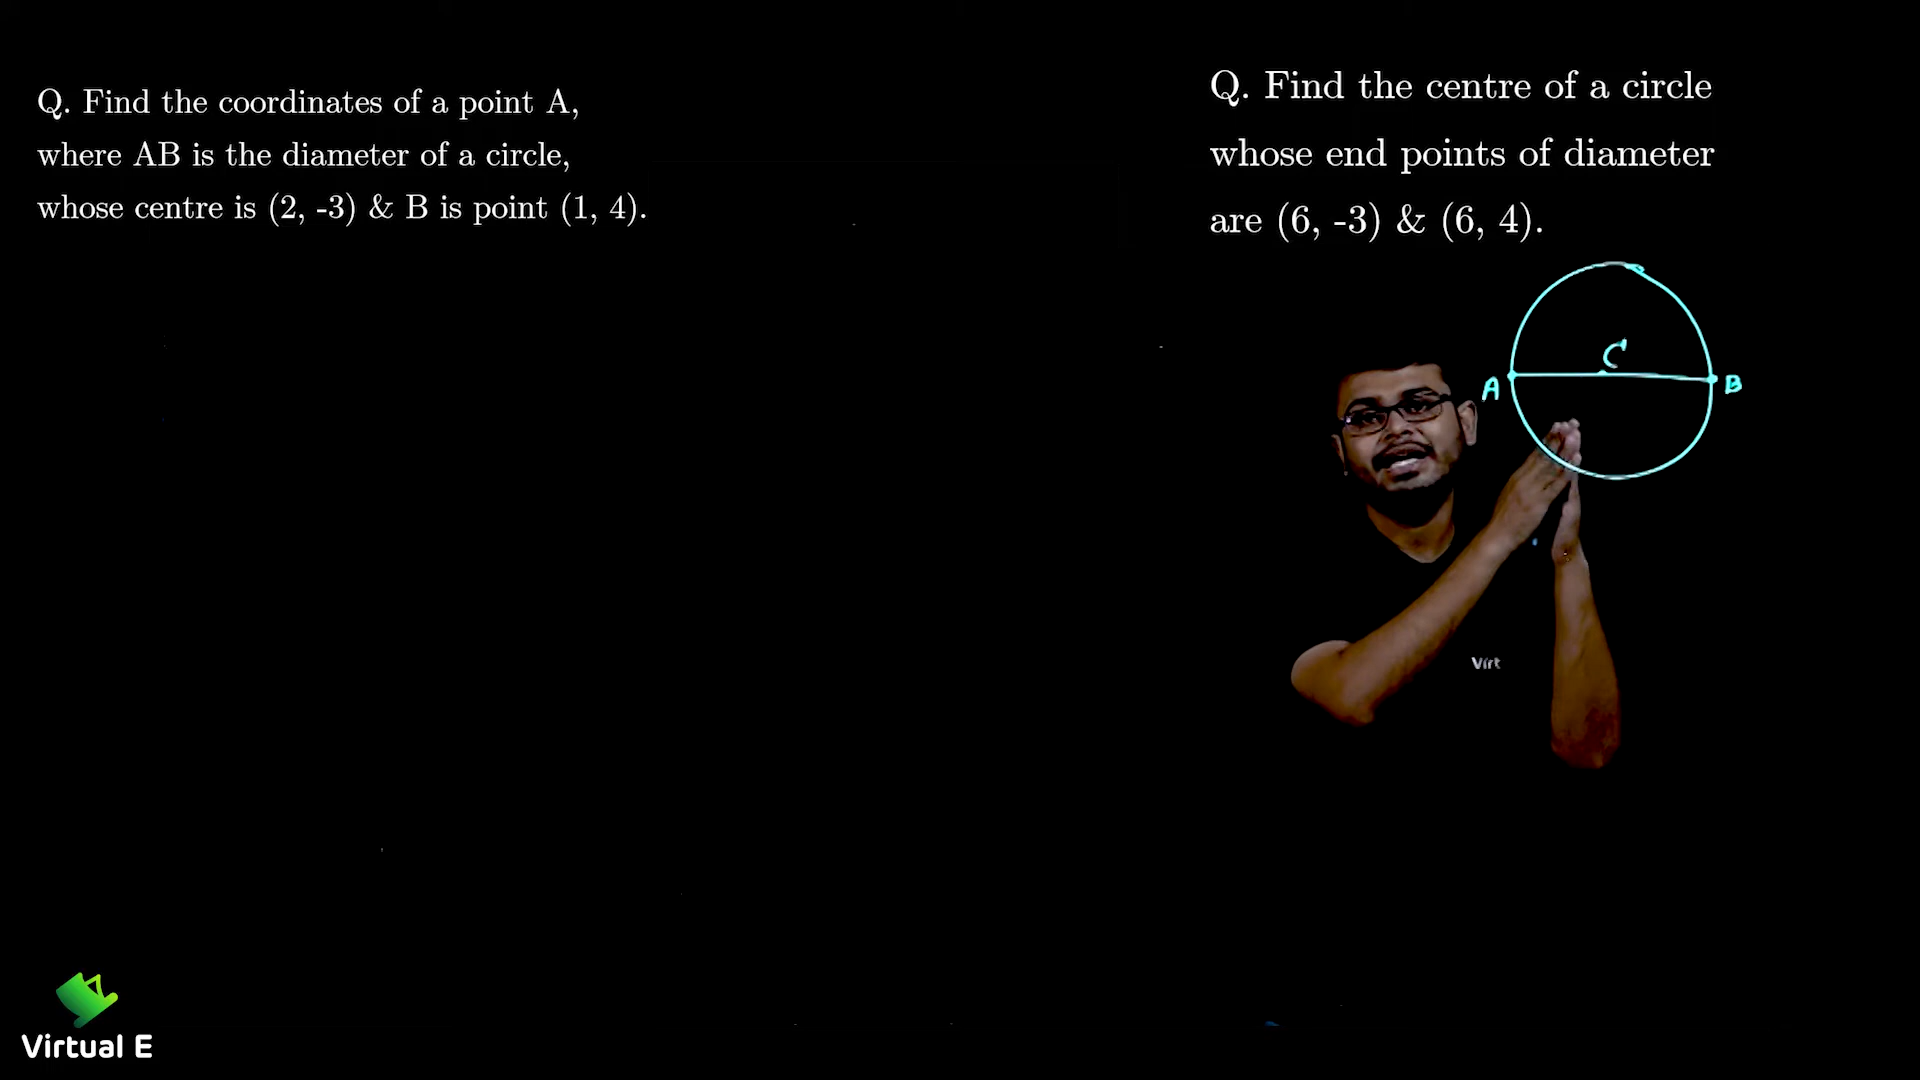 Q. Find the coordinates of a point A,
where AB is the diameter of a circle,
whose centre is (2, -3) & B is point (1, 4).
Q. Find the centre of a circle
whose end points of diameter
are (6, -3) & (6, 4).
C
A
B
Virt
Virtual E